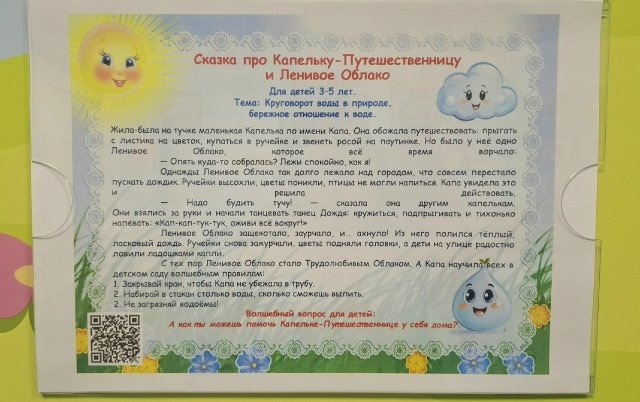 Сказка про Капельку-Путешественницу
и Ленивое Облако
Для детей 3-5 лет.
Тема: Круговорот воды в природе,
бережное отношение к воде.
Жила-была на тучке маленькая Капелька по имени Капа. Она обожала путешествовать: прыгать
с листика на цветок, купаться в ручейке и звенеть росой на паутинке. Но было у неё одно
Ленивое Облако, которое всё время ворчало:
— Опять куда-то собралась? Лежи спокойно, как я!
Однажды Ленивое Облако так долго лежало над городом, что совсем перестало
пускать дождик. Ручейки высохли, цветы поникли, птицы не могли напиться. Капа увидела это
и решила действовать.
— Надо будить тучу! — сказала она другим капелькам.
Они взялись за руки и начали танцевать танец Дождя: кружиться, подпрыгивать и тихонько
напевать: «Кап-кап-тук-тук, оживи всё вокруг!»
Ленивое Облако защекотало, заурчало, и... ахнуло! Из него полился тёплый,
ласковый дождь. Ручейки снова зажурчали, цветы подняли головки, а дети на улице радостно
ловили ладошками капли.
С тех пор Ленивое Облако стало Трудолюбивым Облаком. А Капа научила всех в
детском саду волшебным правилам:
1. Закрывай кран, чтобы Капа не убежала в трубу.
2. Набирай в стакан столько воды, сколько сможешь выпить.
2. Не загрязняй водоёмы!
Волшебный вопрос для детей:
А как ты можешь помочь Капельке-Путешественнице у себя дома?